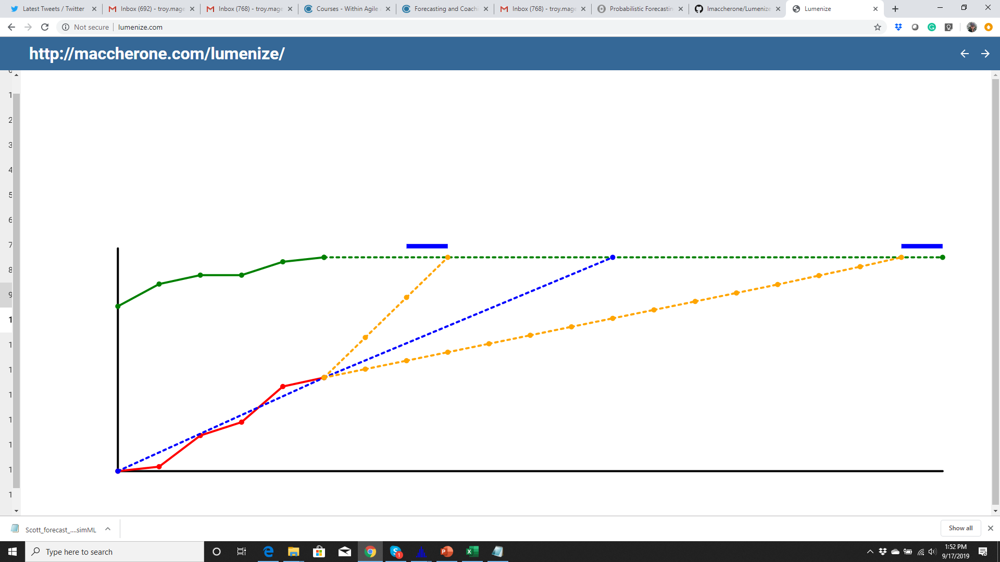 Latest Tweets / Twitter
Inbox (692) - troy.mage
Inbox (768) - troy.mage
Courses - Within Agile
Forecasting and Coach
Inbox (768) - troy.mage
Probabilistic Forecastin
lmaccherone/Lumenize
Lumenize
Not secure
lumenize.com
http://maccherone.com/lumenize/
1
2
3
4
5
6
7
8
9
1
1
1
1
1
1
1
1
Scott_forecast_....simML
Show all
Type here to search
1
1:52 PM
9/17/2019